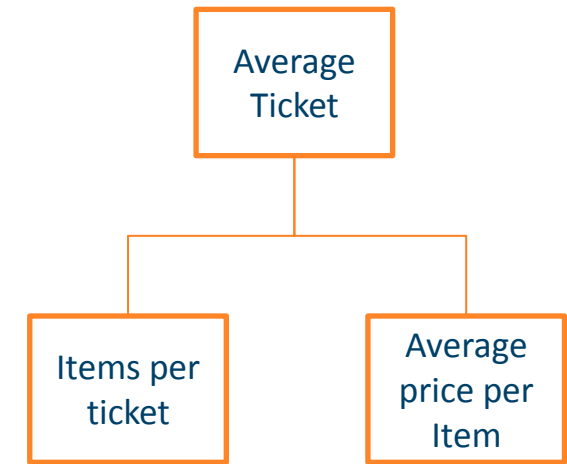 Average
Ticket
Items per
ticket
Average
price per
Item